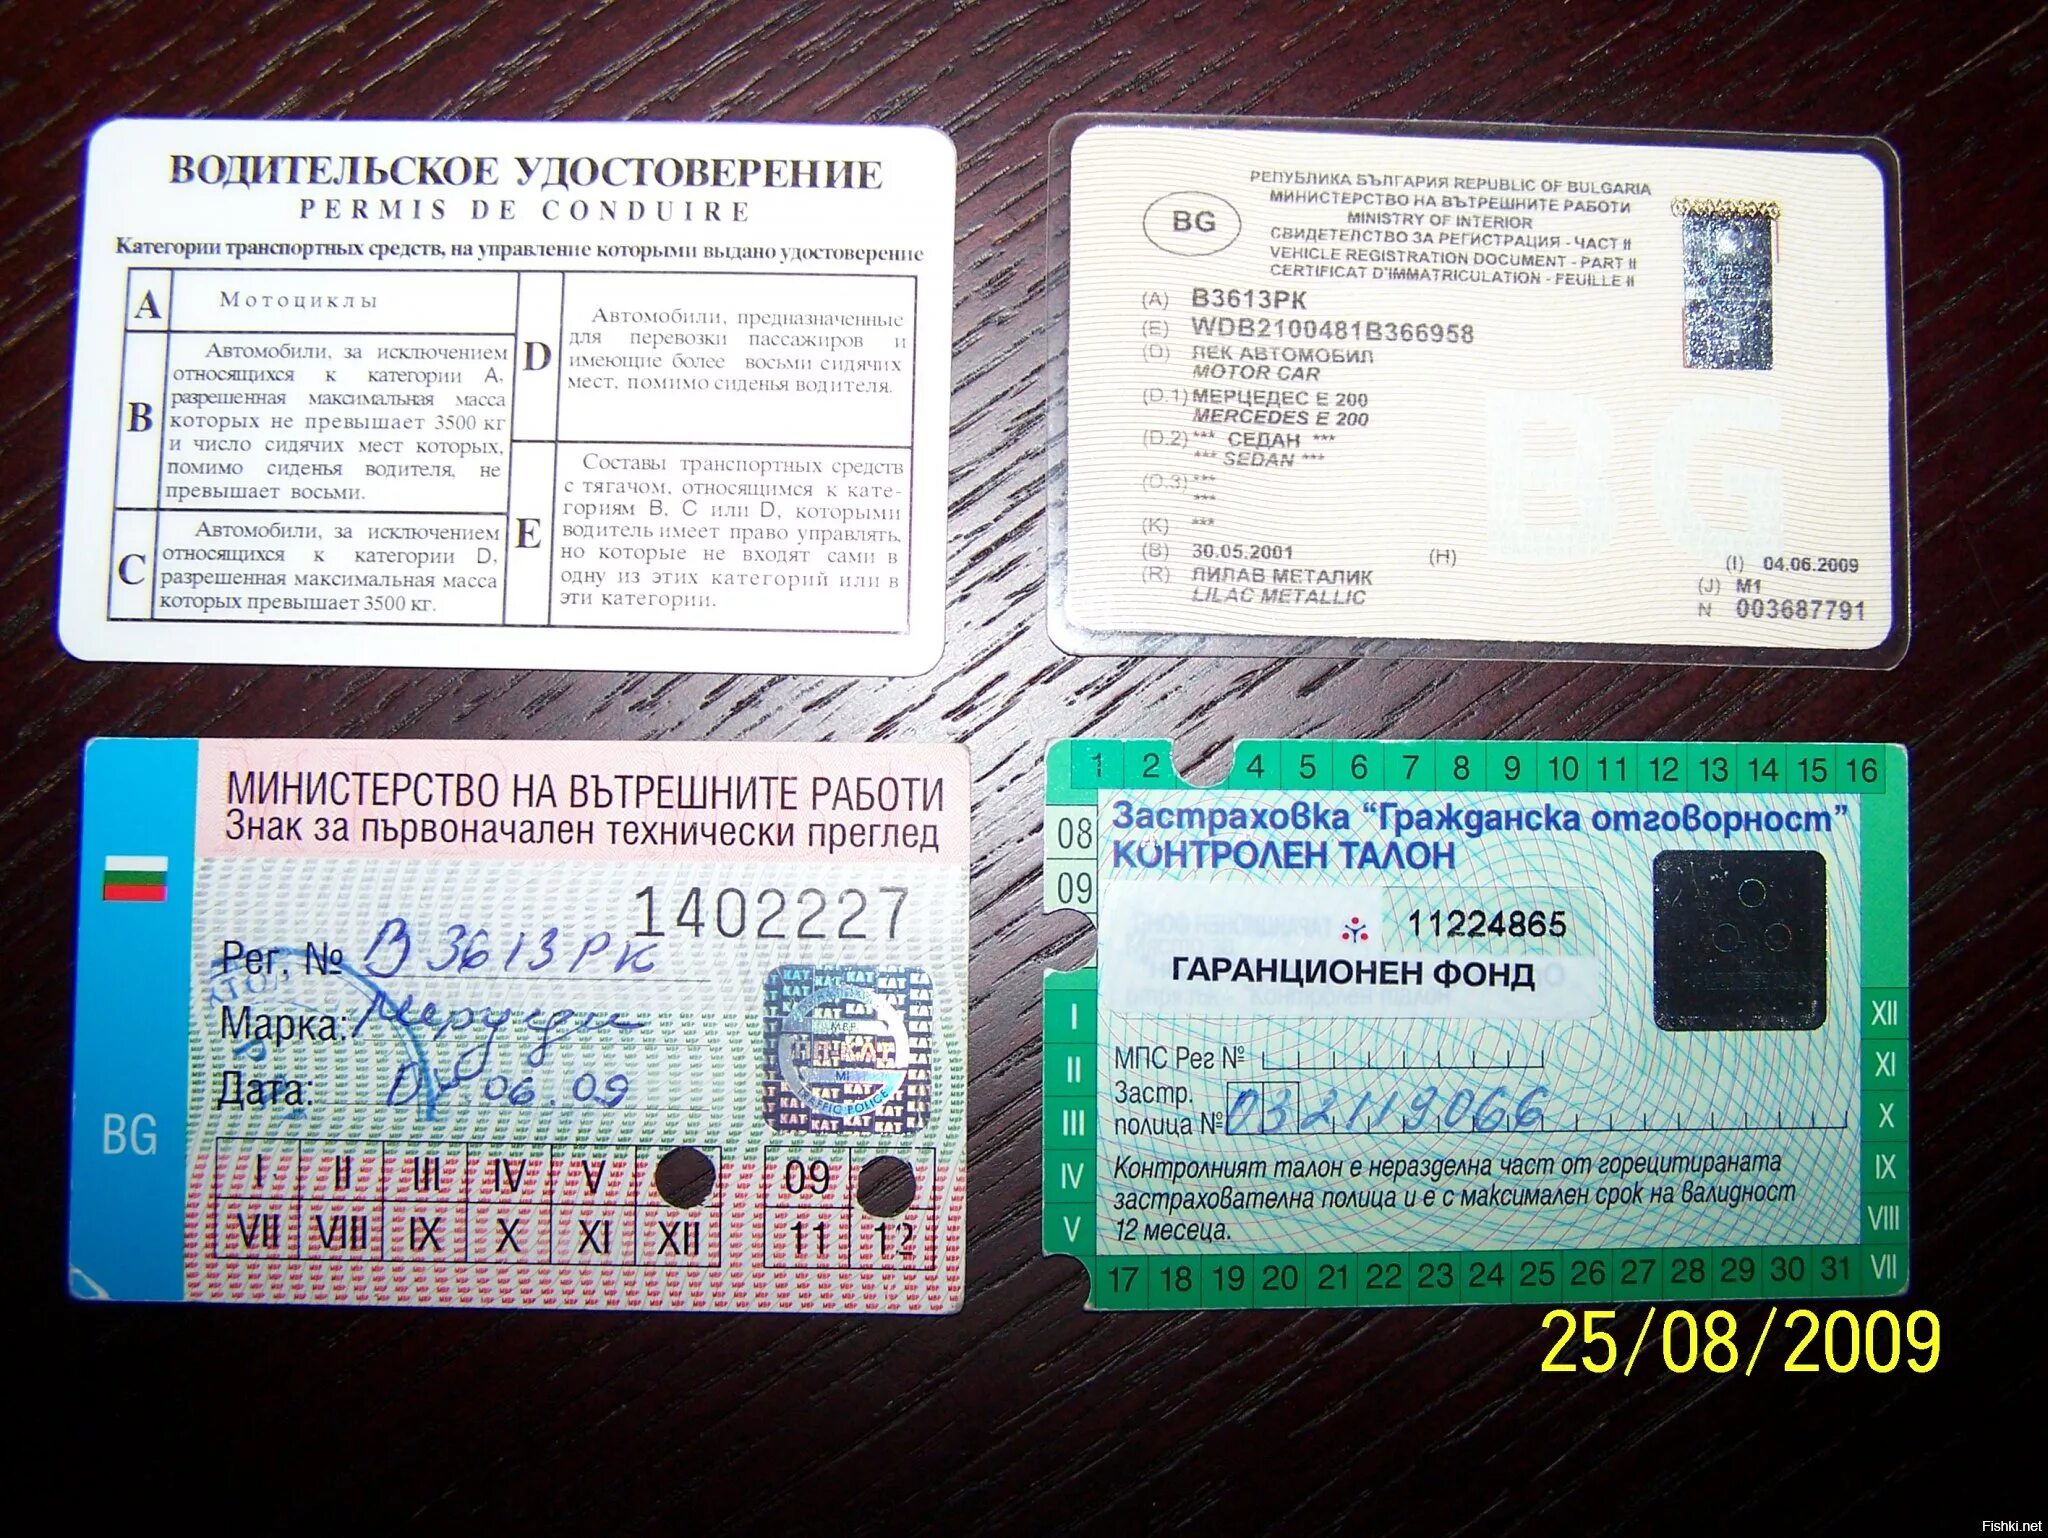 ВОДИТЕЛЬСКОЕ УДОСТОВЕРЕНИЕ
PERMIS DE CONDUIRE
Категории транспортных средств, на управление которыми выдано удостоверение
A
Мотоциклы
B
Автомобили, за исключением
относящихся к категории А,
разрешенная максимальная масса
которых не превышает 3500 кг
и число сидячих мест которых,
помимо сиденья водителя, не
превышает восьми.
C
Автомобили, за исключением
относящихся к категории D,
разрешенная максимальная масса
которых превышает 3500 кг.
D
Автомобили, предназначенные
для перевозки пассажиров и
имеющие более восьми сидячих
мест, помимо сиденья водителя.
E
Составы транспортных средств
с тягачом, относящимся к кате-
гориям В, С или D, которыми
водитель имеет право управлять,
но которые не входят сами в
одну из этих категорий или в
эти категории.
BG
РЕПУБЛИКА БЪЛГАРИЯ REPUBLIC OF BULGARIA
МИНИСТЕРСТВО НА ВЪТРЕШНИТЕ РАБОТИ
MINISTRY OF INTERIOR
СВИДЕТЕЛСТВО ЗА РЕГИСТРАЦИЯ - ЧАСТ II
VEHICLE REGISTRATION DOCUMENT - PART II
CERTIFICAT D'IMMATRICULATION - FEUILLE II
(A) B3613PK
(E) WDB2100481B366958
(D) ЛЕК АВТОМОБИЛ
MOTOR CAR
(D.1) МЕРЦЕДЕС Е 200
MERCEDES E 200
(D.2) *** СЕДАН ***
*** SEDAN ***
(D.3) ***
***
(K) ***
(B) 30.05.2001 (H)
(I) 04.06.2009
(R) ЛИЛАВ МЕТАЛИК
LILAC METALLIC
(J) M1
N 003687791
BG
МИНИСТЕРСТВО НА ВЪТРЕШНИТЕ РАБОТИ
Знак за първоначален технически преглед
1402227
Рег. № В 3613 РК
Марка:
Дата: 06.09
BG
I II III IV V
VII VIII IX X XI XII
09
11 12
1 2 4 5 6 7 8 9 10 11 12 13 14 15 16
08
09
Застраховка “Гражданска отговорност”
КОНТРОЛЕН ТАЛОН
11224865
ГАРАНЦИОНЕН ФОНД
I II III IV V
МПС Рег №
Застр.
полица № 032119066
Контролният талон е неразделна част от горецитираната
застрахователна полица и е с максимален срок на валидност
12 месеца.
XII XI X IX VIII VII
17 18 19 20 21 22 23 24 25 26 27 28 29 30 31
25/08/2009
Fishki.net